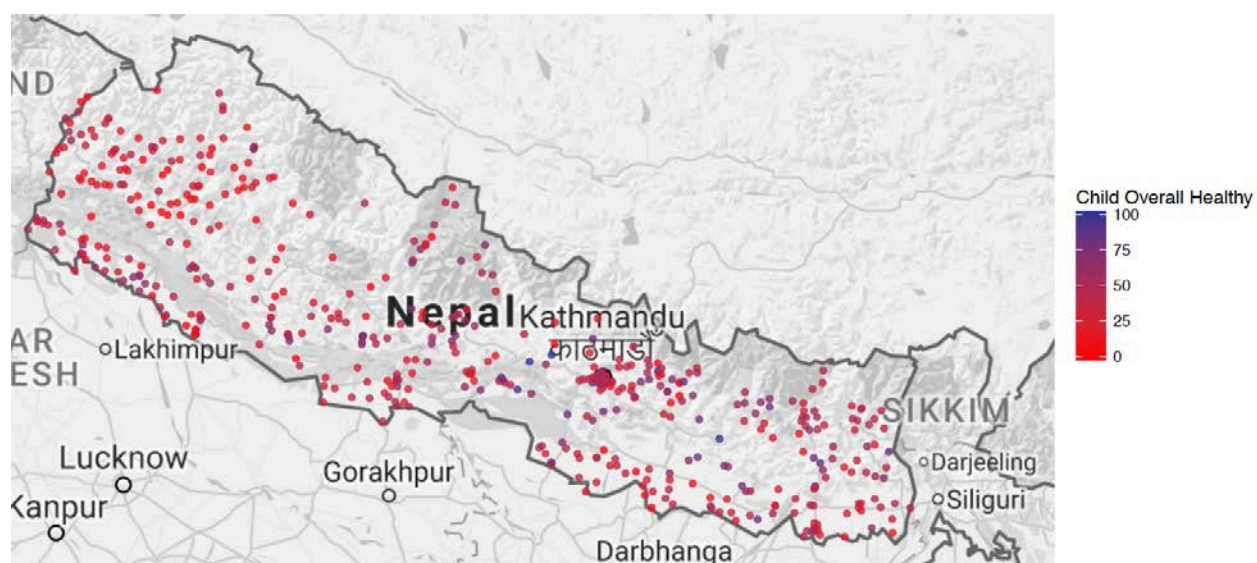 ND
Child Overall Healthy
100
75
50
25
0
Nepal
Kathmandu
काठमाडौं
AR
ESH
Lakhimpur
SIKKIM
Lucknow
Gorakhpur
Darjeeling
Siliguri
Kanpur
Darbhanga